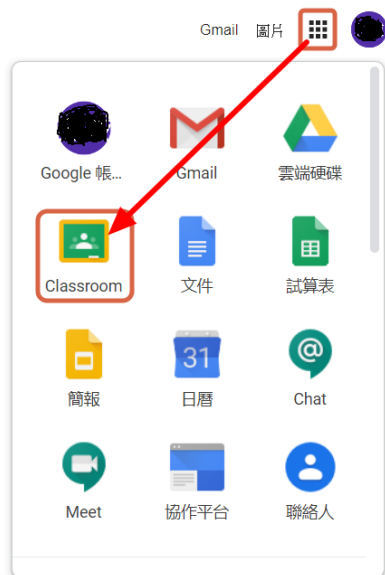 Gmail 圖片
Google 帳... Gmail 雲端硬碟
Classroom 文件 試算表
31
@
簡報 日曆 Chat
Meet 協作平台 聯絡人